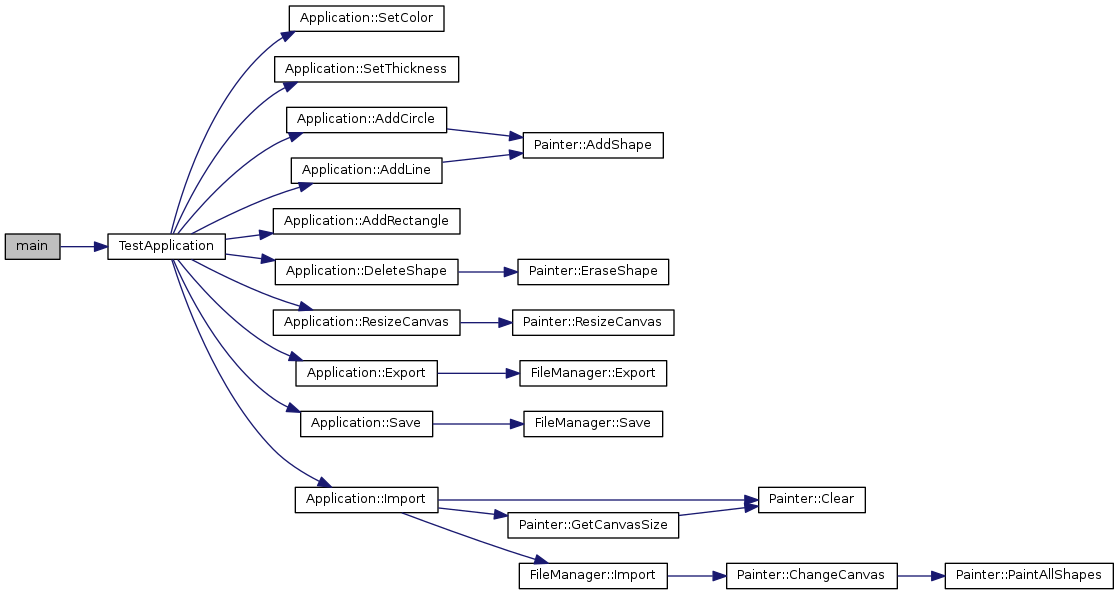 Application::SetColor
Application::SetThickness
Application::AddCircle
Painter::AddShape
Application::AddLine
Application::AddRectangle
main
TestApplication
Application::DeleteShape
Painter::EraseShape
Application::ResizeCanvas
Painter::ResizeCanvas
Application::Export
FileManager::Export
Application::Save
FileManager::Save
Application::Import
Painter::Clear
Painter::GetCanvasSize
FileManager::Import
Painter::ChangeCanvas
Painter::PaintAllShapes